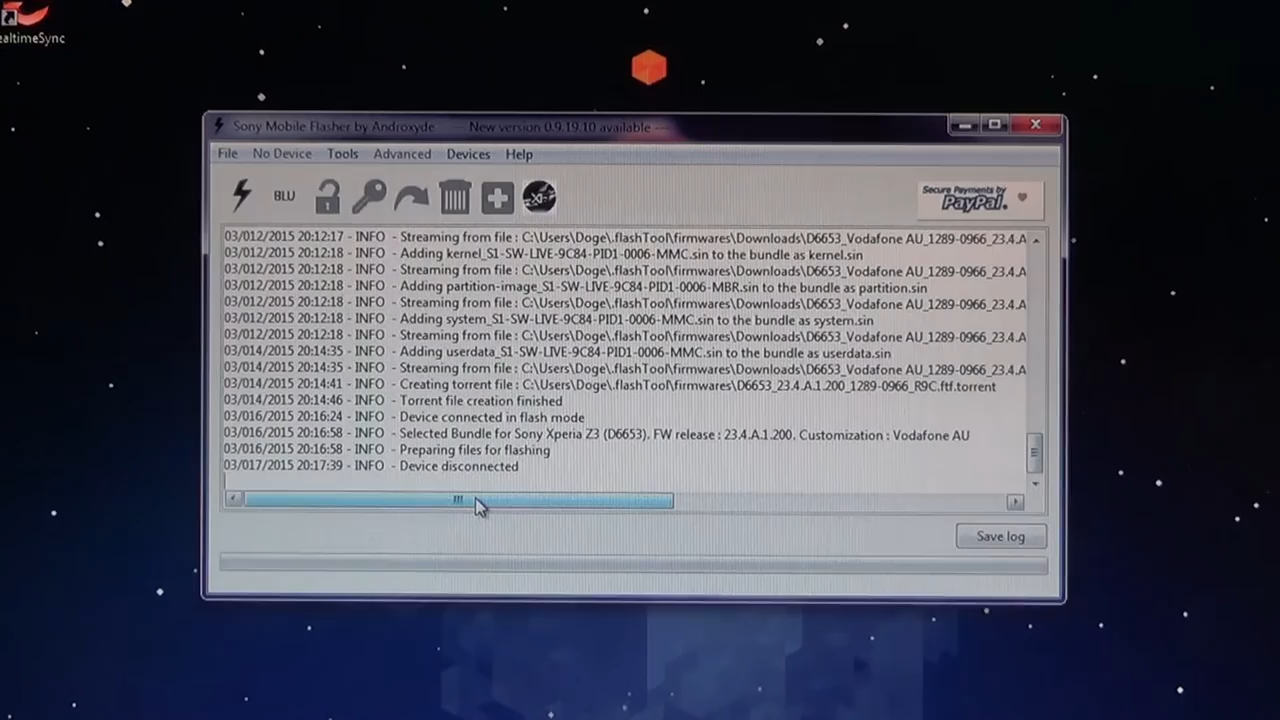 ealtimeSync
Sony Mobile Flasher by Androxyde --- New version 0.9.19.10 available ---
File No Device Tools Advanced Devices Help
BLU
Secure Payments by
PayPal.
03/012/2015 20:12:17 - INFO - Streaming from file : C:\Users\Doge\.flashTool\firmwares\Downloads\D6653_Vodafone AU_1289-0966_23.4.A
03/012/2015 20:12:18 - INFO - Adding kernel_S1-SW-LIVE-9C84-PID1-0006-MMC.sin to the bundle as kernel.sin
03/012/2015 20:12:18 - INFO - Streaming from file : C:\Users\Doge\.flashTool\firmwares\Downloads\D6653_Vodafone AU_1289-0966_23.4.A
03/012/2015 20:12:18 - INFO - Adding partition-image_S1-SW-LIVE-9C84-PID1-0006-MBR.sin to the bundle as partition.sin
03/012/2015 20:12:18 - INFO - Streaming from file : C:\Users\Doge\.flashTool\firmwares\Downloads\D6653_Vodafone AU_1289-0966_23.4.A
03/012/2015 20:12:18 - INFO - Adding system_S1-SW-LIVE-9C84-PID1-0006-MMC.sin to the bundle as system.sin
03/012/2015 20:12:18 - INFO - Streaming from file : C:\Users\Doge\.flashTool\firmwares\Downloads\D6653_Vodafone AU_1289-0966_23.4.A
03/014/2015 20:14:35 - INFO - Adding userdata_S1-SW-LIVE-9C84-PID1-0006-MMC.sin to the bundle as userdata.sin
03/014/2015 20:14:35 - INFO - Streaming from file : C:\Users\Doge\.flashTool\firmwares\Downloads\D6653_Vodafone AU_1289-0966_23.4.A
03/014/2015 20:14:41 - INFO - Creating torrent file : C:\Users\Doge\.flashTool\firmwares\D6653_23.4.A.1.200_1289-0966_R9C.ftf.torrent
03/014/2015 20:14:46 - INFO - Torrent file creation finished
03/016/2015 20:16:24 - INFO - Device connected in flash mode
03/016/2015 20:16:58 - INFO - Selected Bundle for Sony Xperia Z3 (D6653). FW release : 23.4.A.1.200. Customization : Vodafone AU
03/016/2015 20:16:58 - INFO - Preparing files for flashing
03/017/2015 20:17:39 - INFO - Device disconnected
Save log